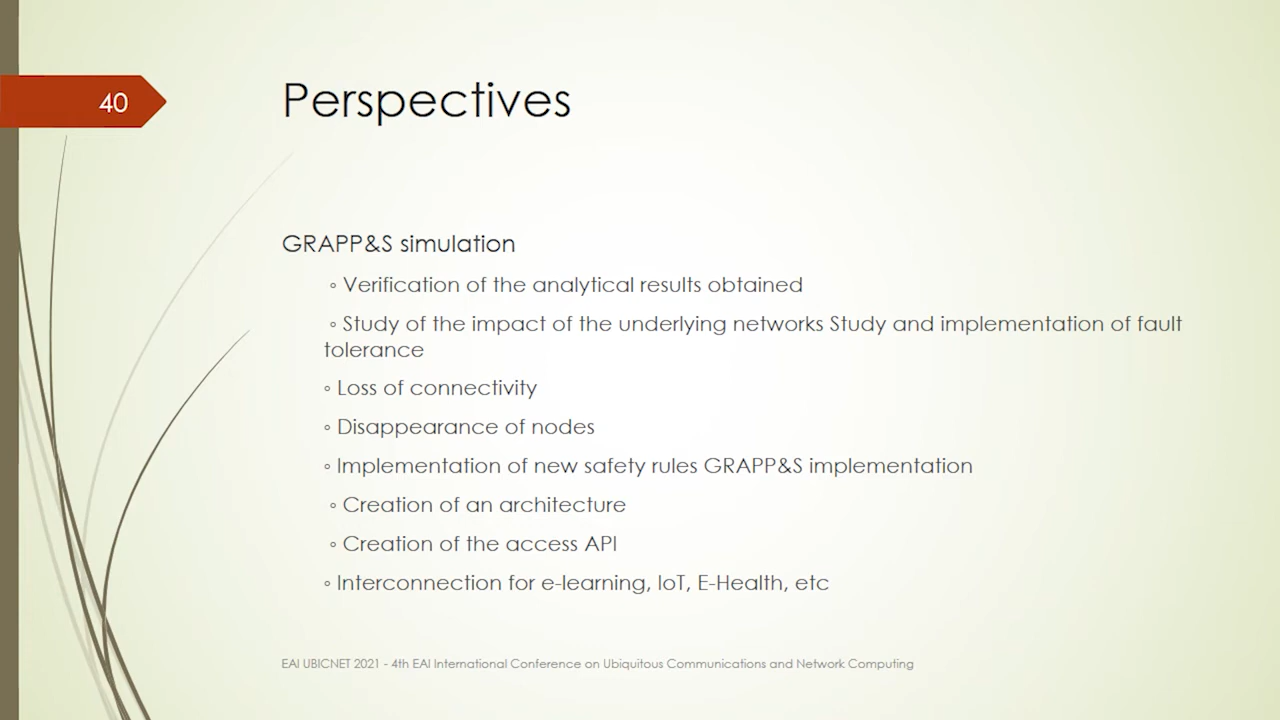 40
Perspectives
GRAPP&S simulation
◦ Verification of the analytical results obtained
◦ Study of the impact of the underlying networks Study and implementation of fault
tolerance
◦ Loss of connectivity
◦ Disappearance of nodes
◦ Implementation of new safety rules GRAPP&S implementation
◦ Creation of an architecture
◦ Creation of the access API
◦ Interconnection for e-learning, IoT, E-Health, etc
EAI UBICNET 2021 - 4th EAI International Conference on Ubiquitous Communications and Network Computing